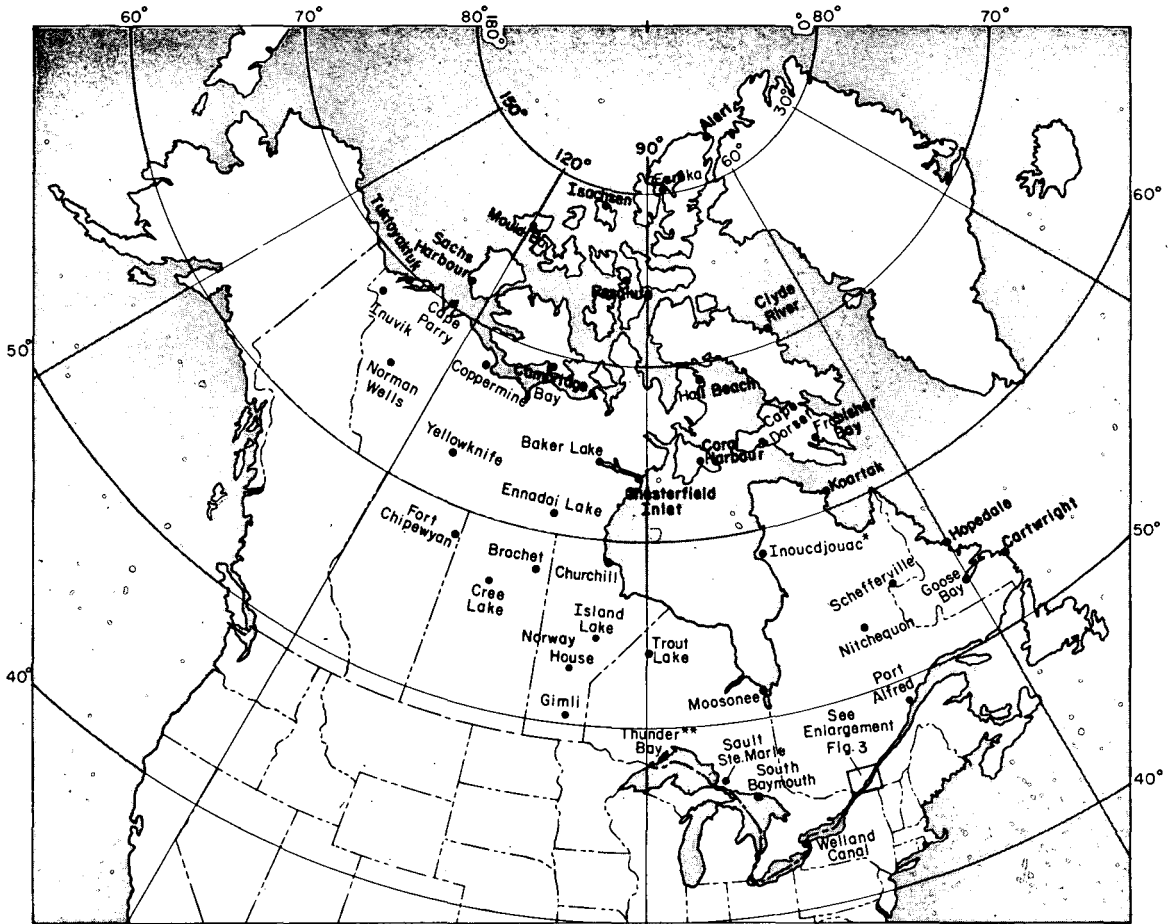 60°
70°
80°
180°
0°
80°
70°
150°
120°
90°
60°
30°
Alert
Eureka
Isachsen
Mould Bay
Tuktoyaktuk
Sachs
Harbour
Resolute
Clyde
River
60°
Inuvik
Cape
Parry
50°
Norman
Wells
Coppermine
Cambridge
Bay
Hall Beach
Cape
Dorset
Frobisher
Bay
Yellowknife
Baker Lake
Coral
Harbour
Chesterfield
Inlet
Koartak
Ennadai Lake
50°
Fort
Chipewyan
Brochet
Churchill
Inoucdjouac*
Hopedale
Cartwright
Cree
Lake
Schefferville
Goose
Bay
Island
Lake
Nitchequon
Norway
House
Trout
Lake
40°
Gimli
Moosonee
Port
Alfred
Thunder**
Bay
Sault
Ste. Marie
South
Baymouth
See
Enlargement
Fig. 3
40°
Welland
Canal